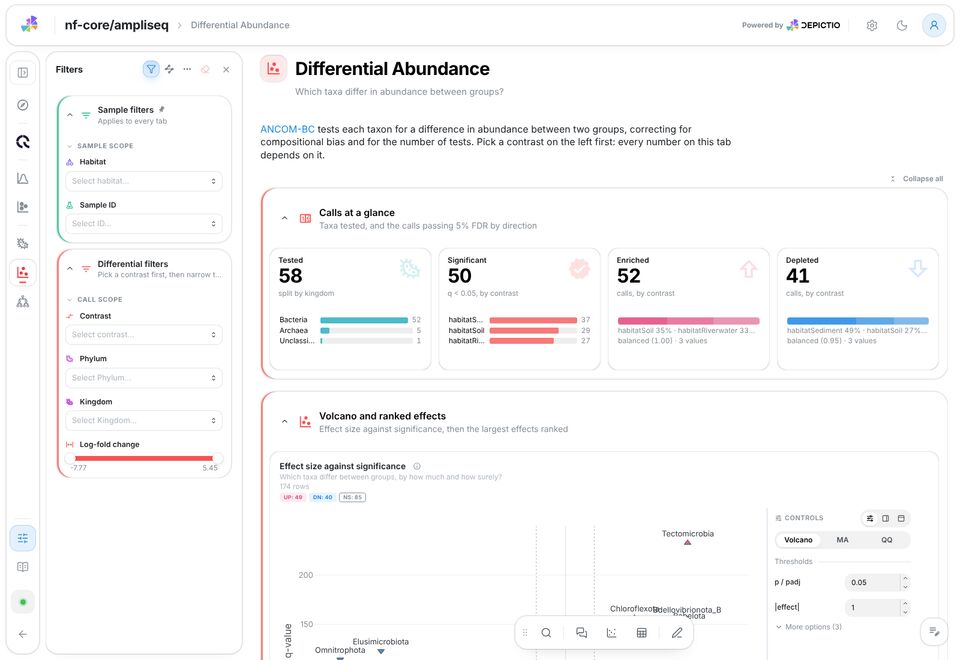 nf-core/ampliseq
Differential Abundance
Powered by DEPICTIO
Filters
Sample filters
Applies to every tab
SAMPLE SCOPE
Habitat
Select habitat...
Sample ID
Select ID...
Differential filters
Pick a contrast first, then narrow t...
CALL SCOPE
Contrast
Select contrast...
Phylum
Select Phylum...
Kingdom
Select Kingdom...
Log-fold change
-7.77 5.45
Differential Abundance
Which taxa differ in abundance between groups?
ANCOM-BC tests each taxon for a difference in abundance between two groups, correcting for
compositional bias and for the number of tests. Pick a contrast on the left first: every number on this tab
depends on it.
Collapse all
Calls at a glance
Taxa tested, and the calls passing 5% FDR by direction
Tested
58
split by kingdom
Bacteria 52
Archaea 5
Unclassi... 1
Significant
50
q < 0.05, by contrast
habitatS... 37
habitatSoil 29
habitatRi... 27
Enriched
52
calls, by contrast
habitatSoil 35% · habitatRiverwater 33...
balanced (1.00) · 3 values
Depleted
41
calls, by contrast
habitatSediment 49% · habitatSoil 27%...
balanced (0.95) · 3 values
Volcano and ranked effects
Effect size against significance, then the largest effects ranked
Effect size against significance
Which taxa differ between groups, by how much and how surely?
174 rows
UP: 49 DN: 40 NS: 85
CONTROLS
Volcano MA QQ
Thresholds
p / padj 0.05
|effect| 1
More options (3)
Tectomicrobia
200
150
q-value
Elusimicrobiota
Omnitrophota